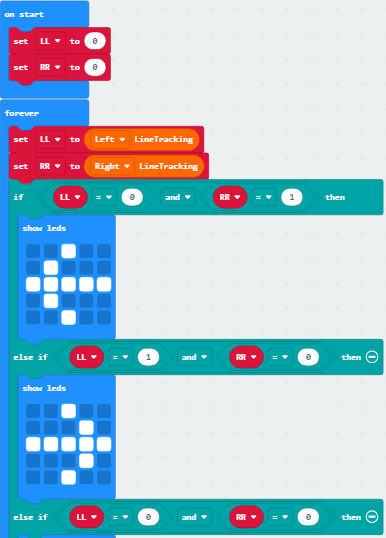 on start
set LL to 0
set RR to 0
forever
set LL to Left LineTracking
set RR to Right LineTracking
if LL = 0 and RR = 1 then
show leds
else if LL = 1 and RR = 0 then
show leds
else if LL = 0 and RR = 0 then